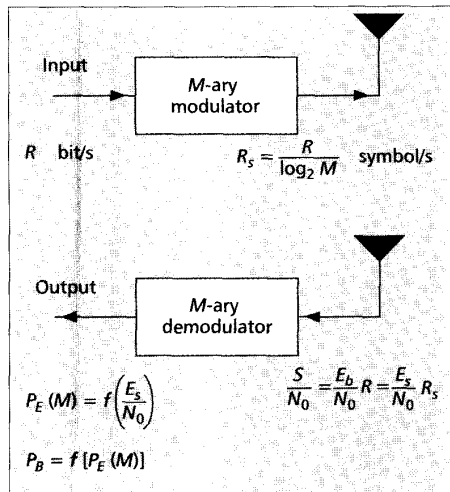 Input
M-ary
modulator
R bit/s
R_s = R / log_2 M symbol/s
Output
M-ary
demodulator
P_E (M) = f(E_s / N_0)
S / N_0 = E_b / N_0 R = E_s / N_0 R_s
P_B = f [P_E (M)]